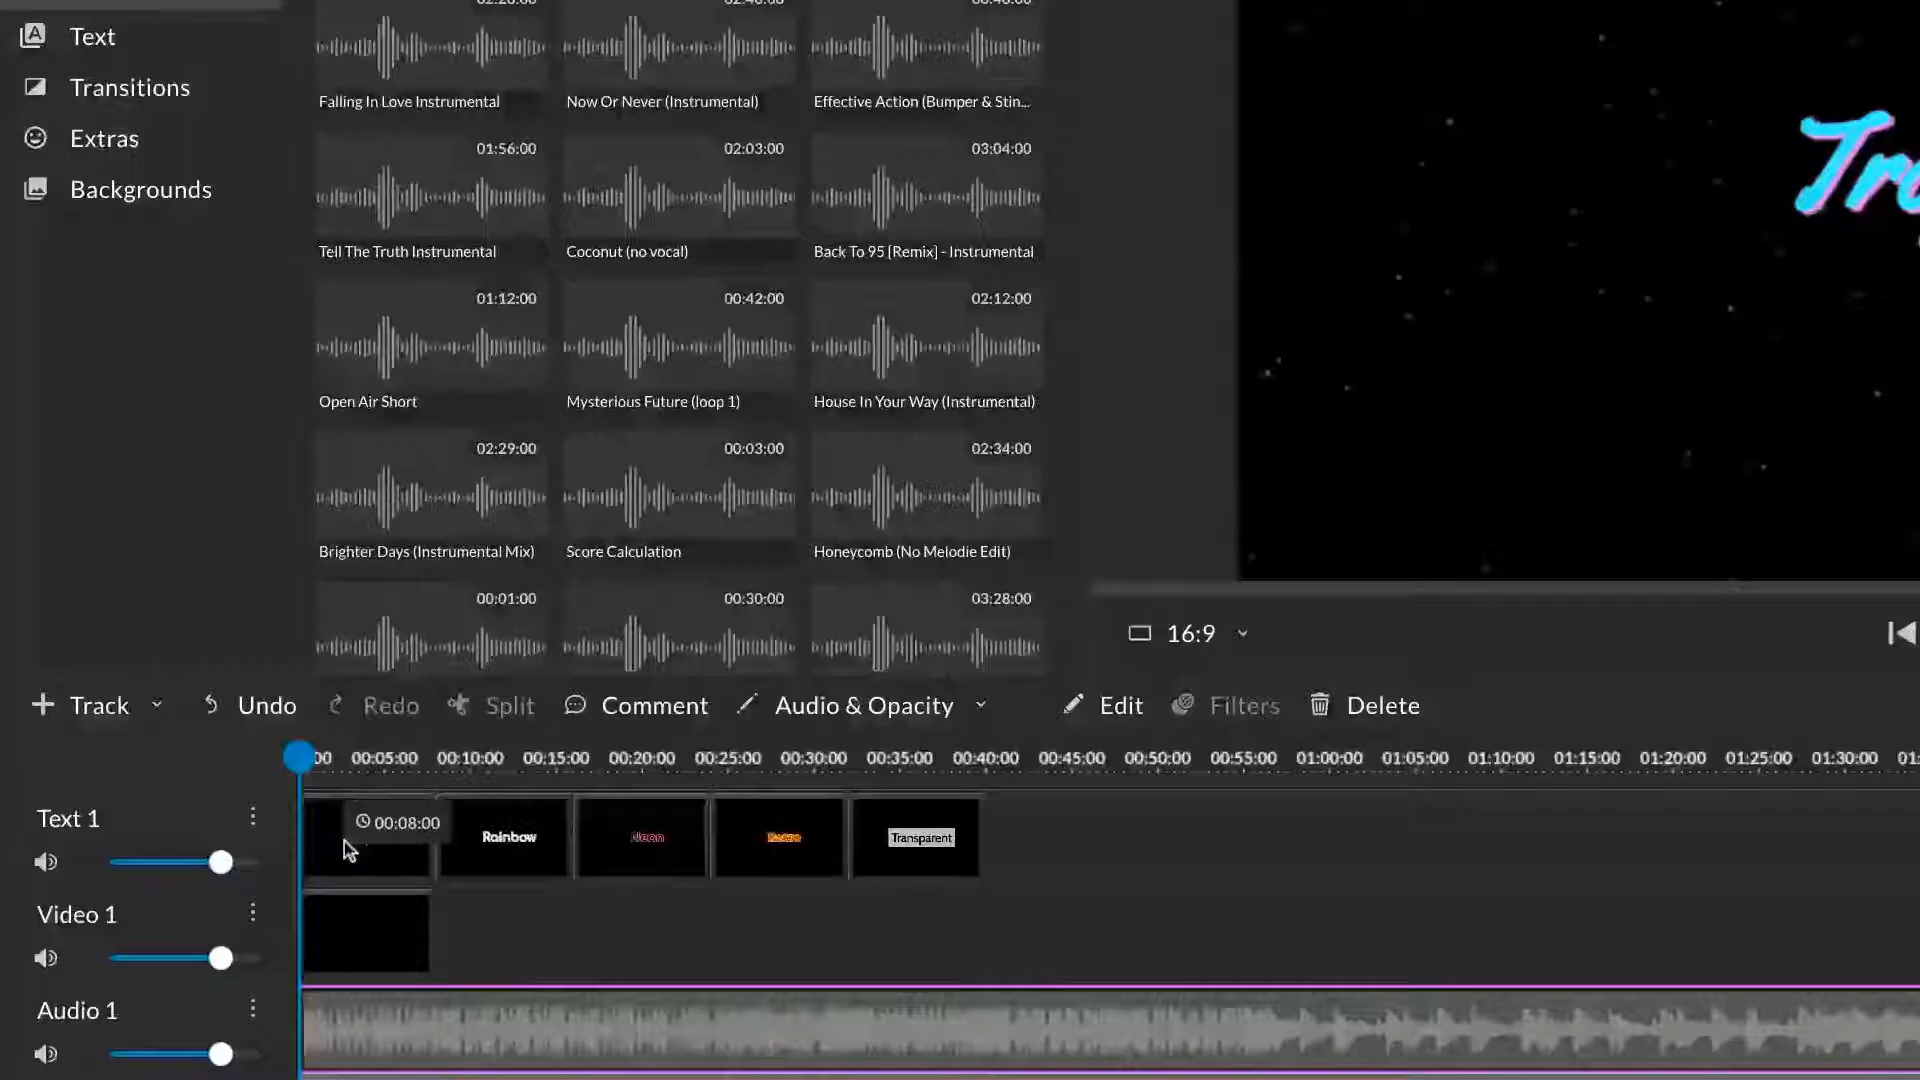 Text
Transitions
Extras
Backgrounds
Falling In Love Instrumental
Now Or Never (Instrumental)
Effective Action (Bumper & Stin...
01:56:00
02:03:00
03:04:00
Tell The Truth Instrumental
Coconut (no vocal)
Back To 95 [Remix] - Instrumental
01:12:00
00:42:00
02:12:00
Open Air Short
Mysterious Future (loop 1)
House In Your Way (Instrumental)
02:29:00
00:03:00
02:34:00
Brighter Days (Instrumental Mix)
Score Calculation
Honeycomb (No Melodie Edit)
00:01:00
00:30:00
03:28:00
16:9
Track Undo Redo Split Comment Audio & Opacity Edit Filters Delete
00:05:00 00:10:00 00:15:00 00:20:00 00:25:00 00:30:00 00:35:00 00:40:00 00:45:00 00:50:00 00:55:00 01:00:00 01:05:00 01:10:00 01:15:00 01:20:00 01:25:00 01:30:00
Text 1
00:08:00
Rainbow
Neon
Transparent
Video 1
Audio 1